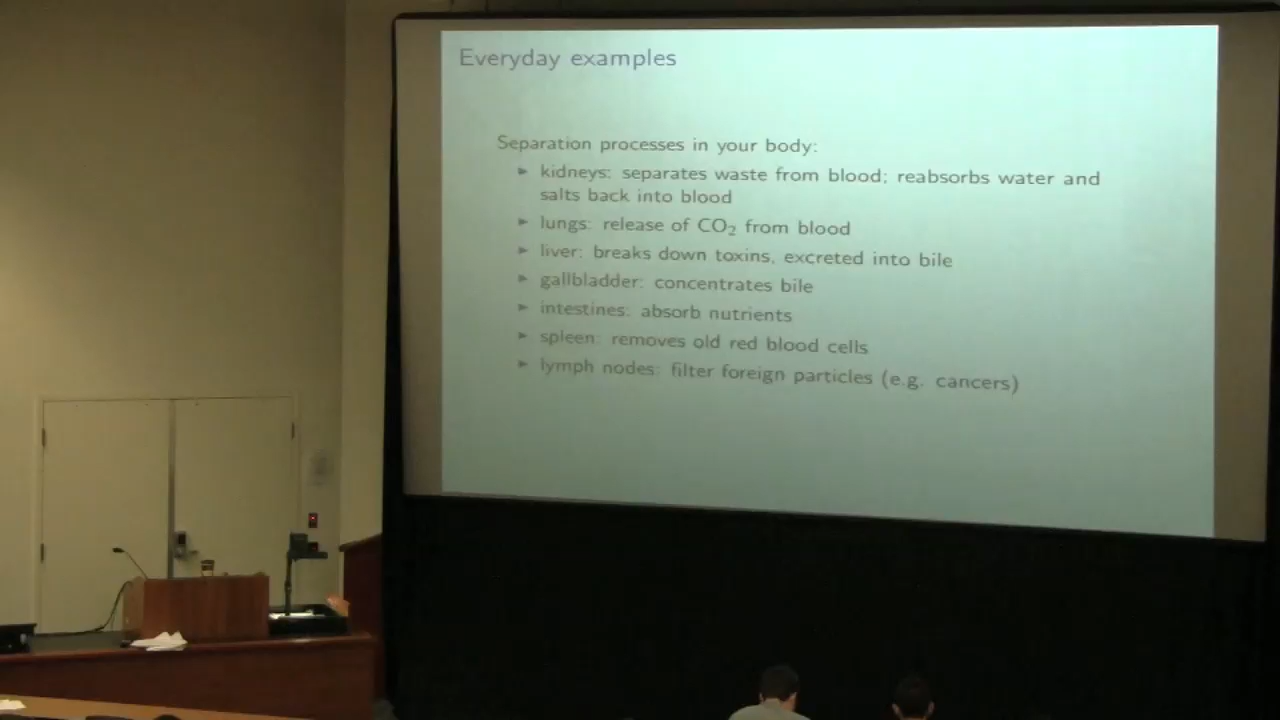 Everyday examples
Separation processes in your body:
► kidneys: separates waste from blood; reabsorbs water and
salts back into blood
► lungs: release of CO₂ from blood
► liver: breaks down toxins, excreted into bile
► gallbladder: concentrates bile
► intestines: absorb nutrients
► spleen: removes old red blood cells
► lymph nodes: filter foreign particles (e.g. cancers)